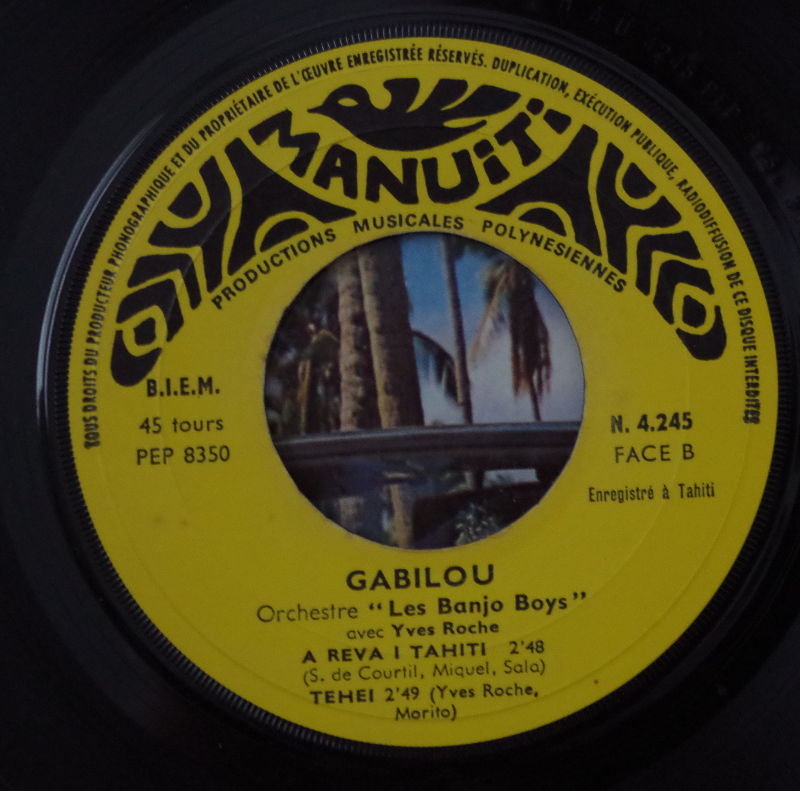 TOUS DROITS DU PRODUCTEUR PHONOGRAPHIQUE ET DU PROPRIÉTAIRE DE L'ŒUVRE ENREGISTRÉE RÉSERVÉS. DUPLICATION, EXÉCUTION PUBLIQUE, RADIODIFFUSION DE CE DISQUE INTERDITES
MANUiTi
PRODUCTIONS MUSICALES POLYNESIENNES
B.I.E.M.
45 tours
PEP 8350
N. 4.245
FACE B
Enregistré à Tahiti
GABILOU
Orchestre "Les Banjo Boys"
avec Yves Roche
A REVA I TAHITI 2'48
(S. de Courtil, Miquel, Sala)
TEHEI 2'49 (Yves Roche,
Morito)